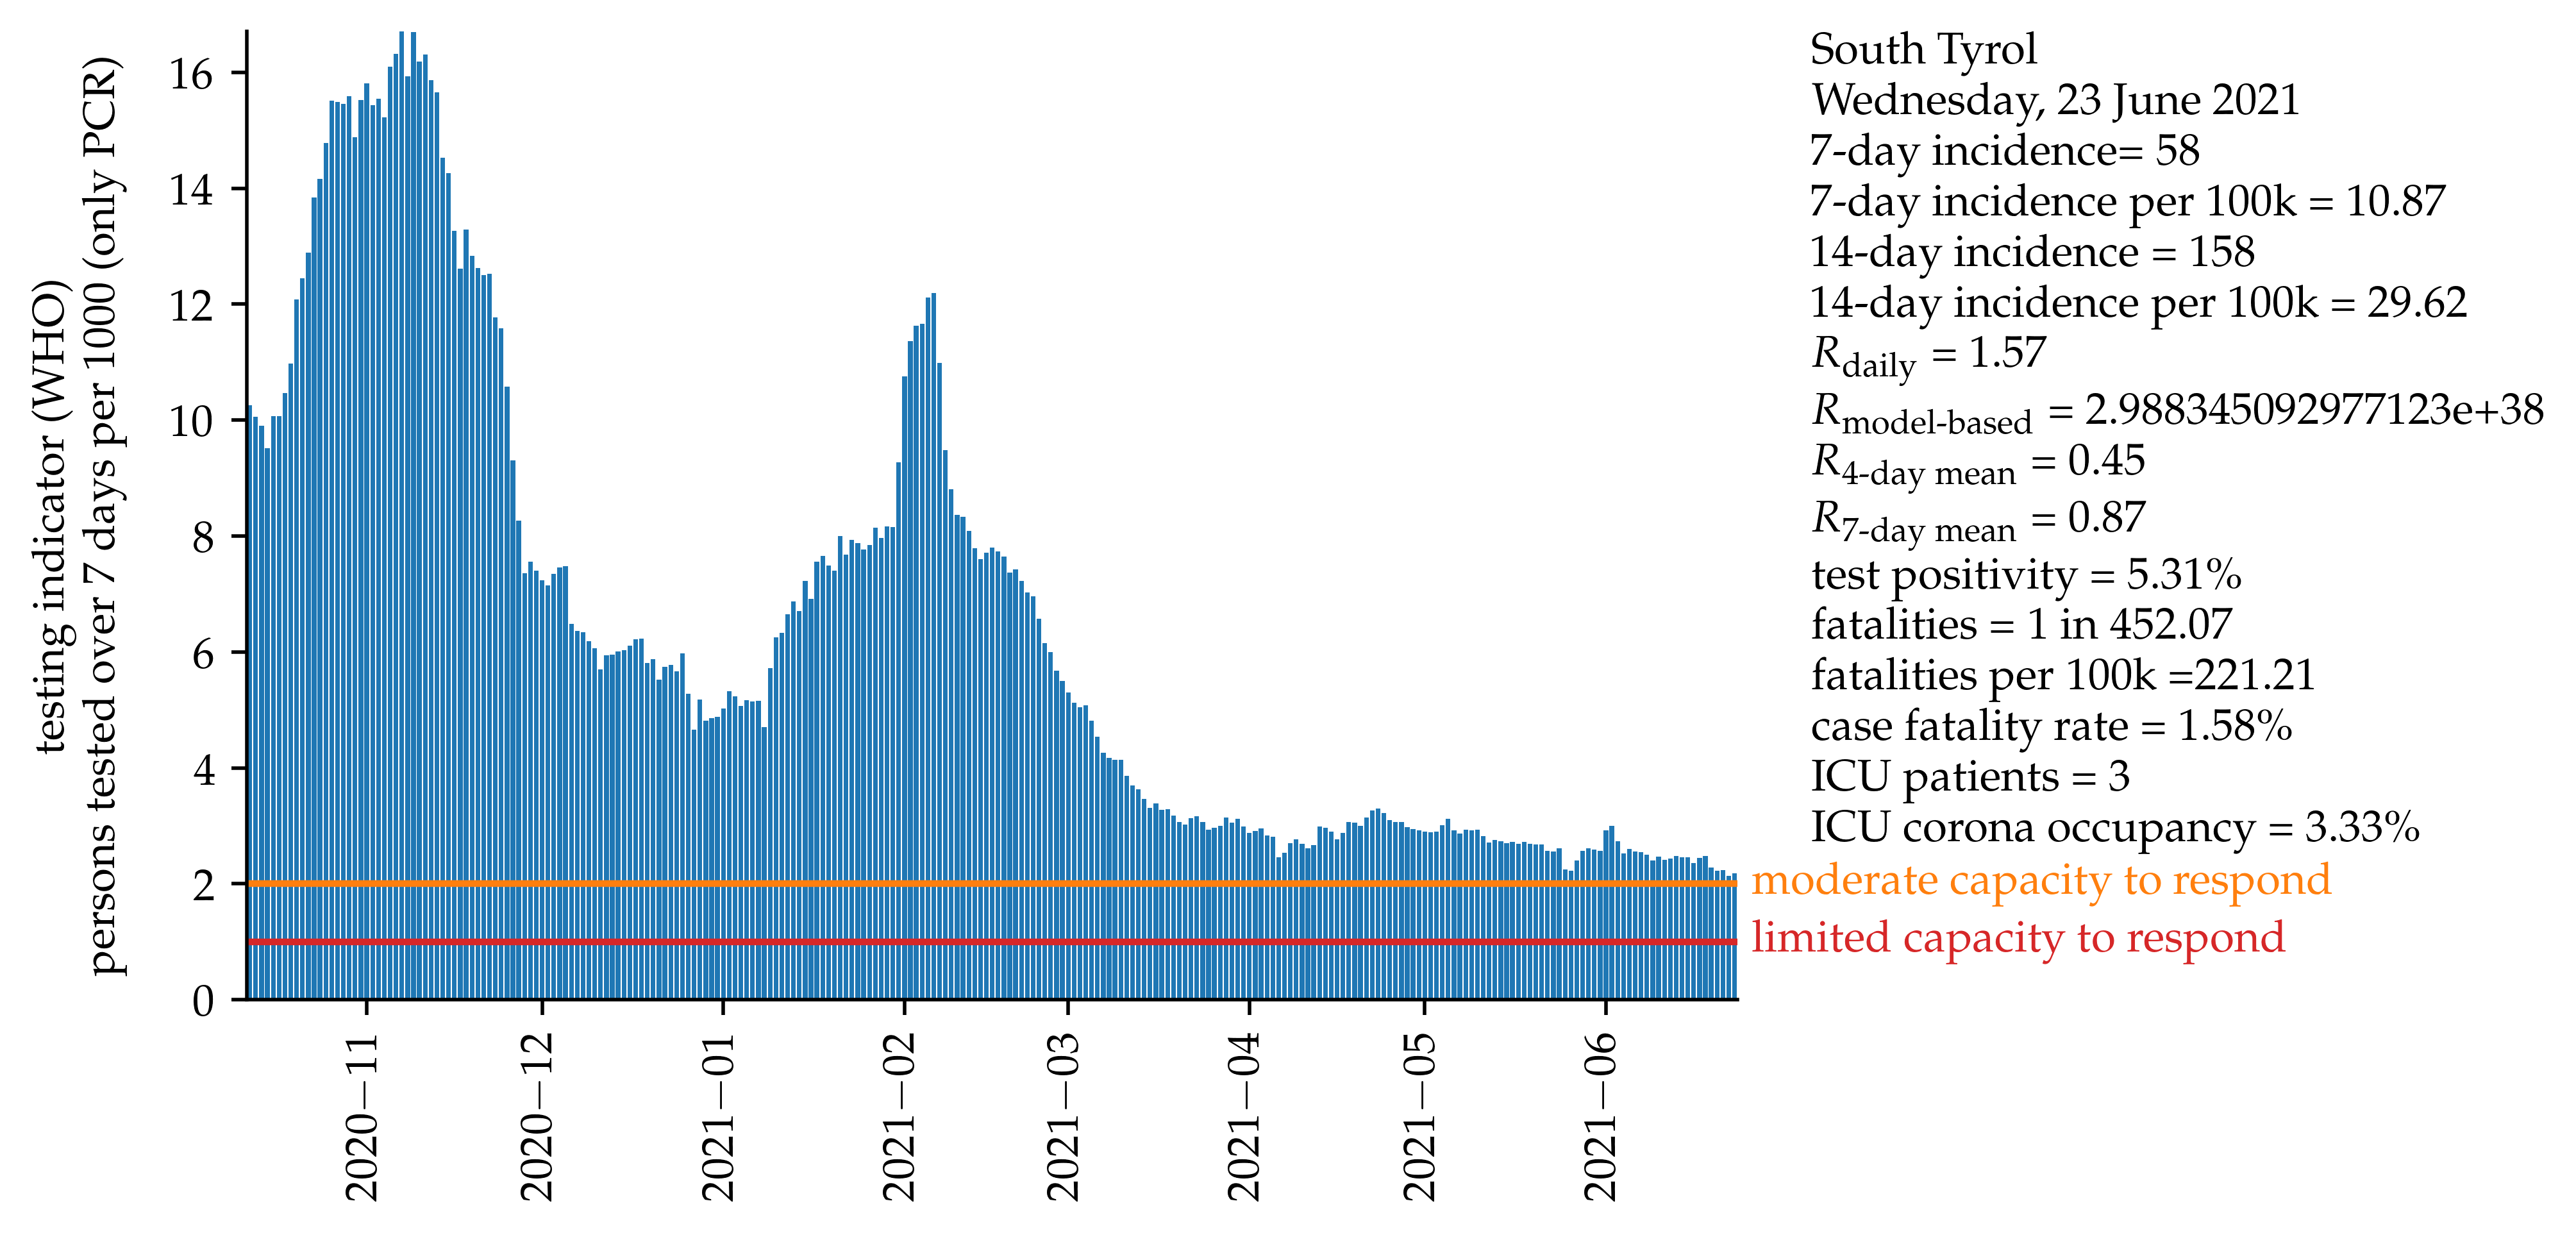 testing indicator (WHO)
persons tested over 7 days per 1000 (only PCR)
16
14
12
10
8
6
4
2
0
2020−11
2020−12
2021−01
2021−02
2021−03
2021−04
2021−05
2021−06
South Tyrol
Wednesday, 23 June 2021
7-day incidence= 58
7-day incidence per 100k = 10.87
14-day incidence = 158
14-day incidence per 100k = 29.62
R daily = 1.57
R model-based = 2.988345092977123e+38
R 4-day mean = 0.45
R 7-day mean = 0.87
test positivity = 5.31%
fatalities = 1 in 452.07
fatalities per 100k =221.21
case fatality rate = 1.58%
ICU patients = 3
ICU corona occupancy = 3.33%
moderate capacity to respond
limited capacity to respond